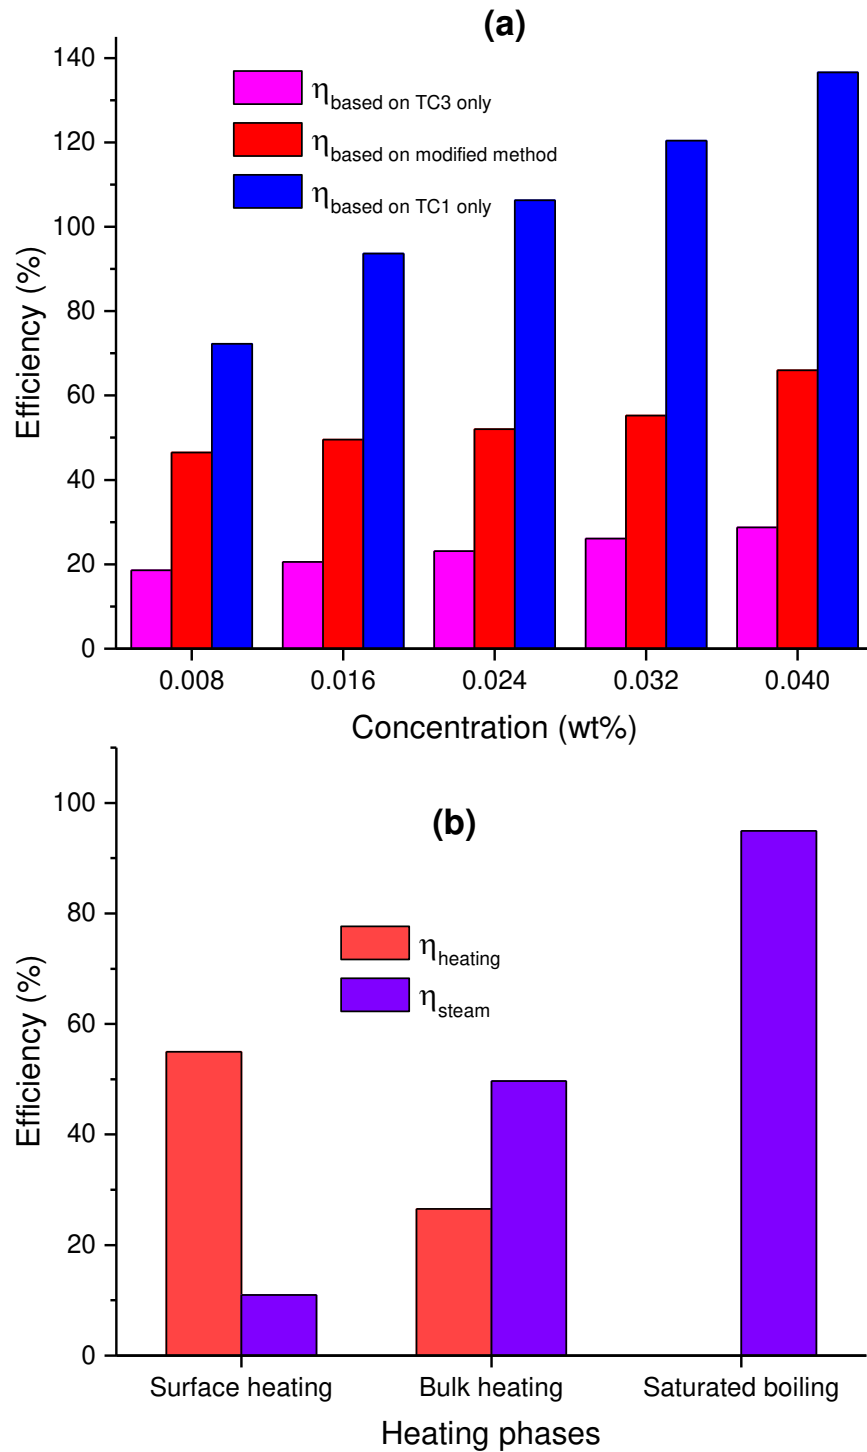 (a)
140
120
100
80
60
40
20
0
Efficiency (%)
η based on TC3 only
η based on modified method
η based on TC1 only
0.008 0.016 0.024 0.032 0.040
Concentration (wt%)
(b)
100
80
60
40
20
0
Efficiency (%)
η heating
η steam
Surface heating Bulk heating Saturated boiling
Heating phases